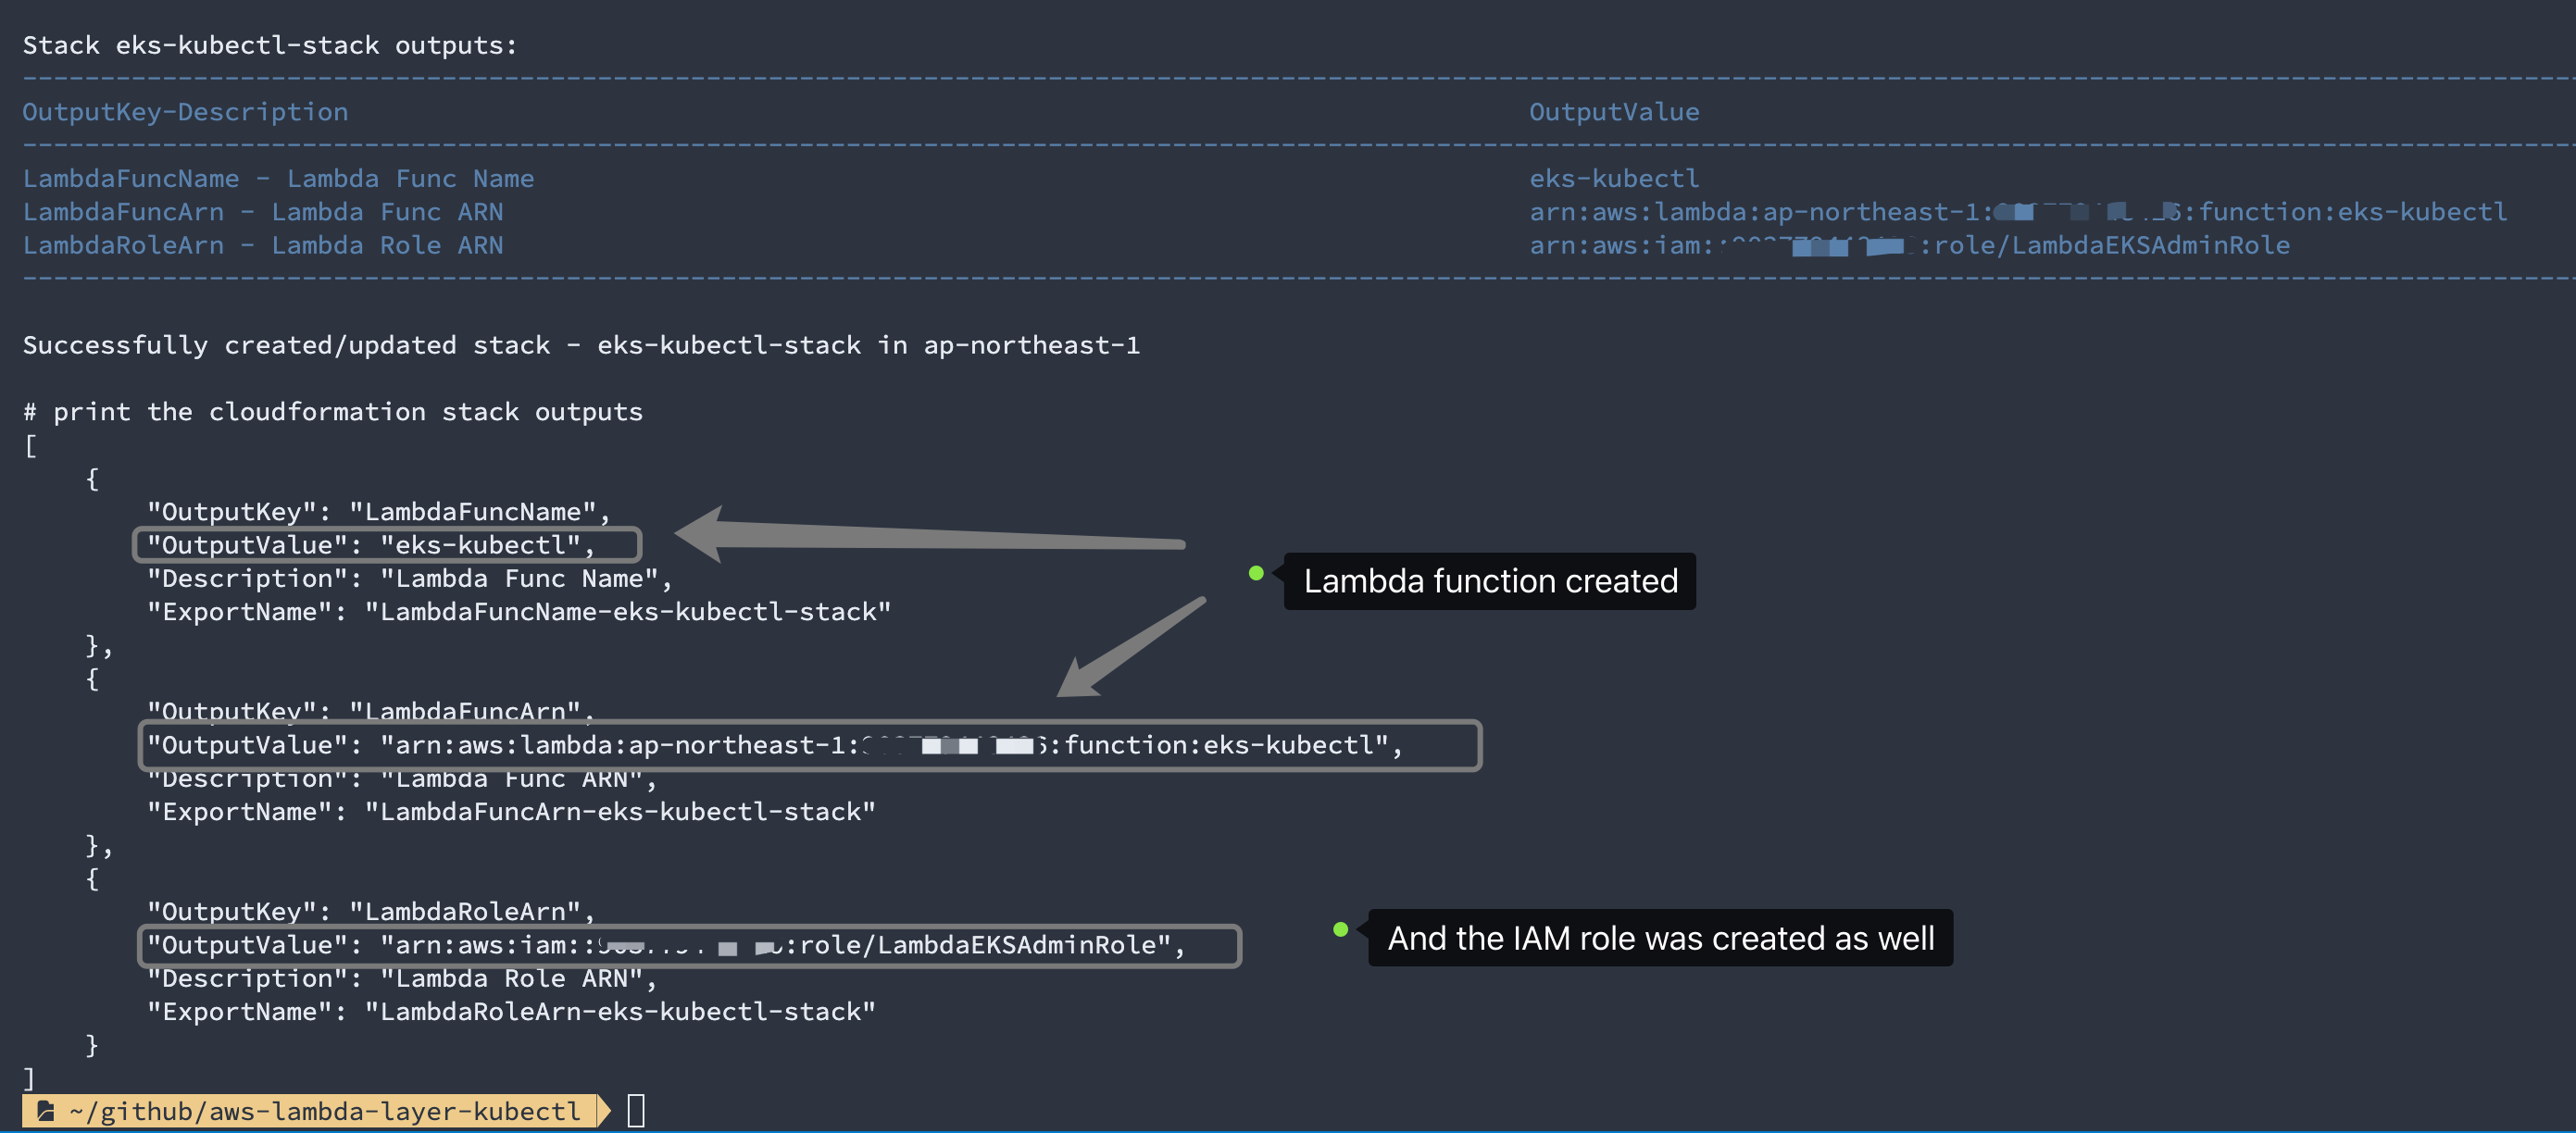 Stack eks-kubectl-stack outputs:
OutputKey-Description OutputValue
LambdaFuncName - Lambda Func Name eks-kubectl
LambdaFuncArn - Lambda Func ARN arn:aws:lambda:ap-northeast-1: :function:eks-kubectl
LambdaRoleArn - Lambda Role ARN arn:aws:iam: :role/LambdaEKSAdminRole
Successfully created/updated stack - eks-kubectl-stack in ap-northeast-1
# print the cloudformation stack outputs
[
{
"OutputKey": "LambdaFuncName",
"OutputValue": "eks-kubectl",
"Description": "Lambda Func Name",
"ExportName": "LambdaFuncName-eks-kubectl-stack"
},
Lambda function created
{
"OutputKey": "LambdaFuncArn",
"OutputValue": "arn:aws:lambda:ap-northeast-1: :function:eks-kubectl",
"Description": "Lambda Func ARN",
"ExportName": "LambdaFuncArn-eks-kubectl-stack"
},
{
"OutputKey": "LambdaRoleArn",
"OutputValue": "arn:aws:iam:: :role/LambdaEKSAdminRole",
And the IAM role was created as well
"Description": "Lambda Role ARN",
"ExportName": "LambdaRoleArn-eks-kubectl-stack"
}
]
~/github/aws-lambda-layer-kubectl